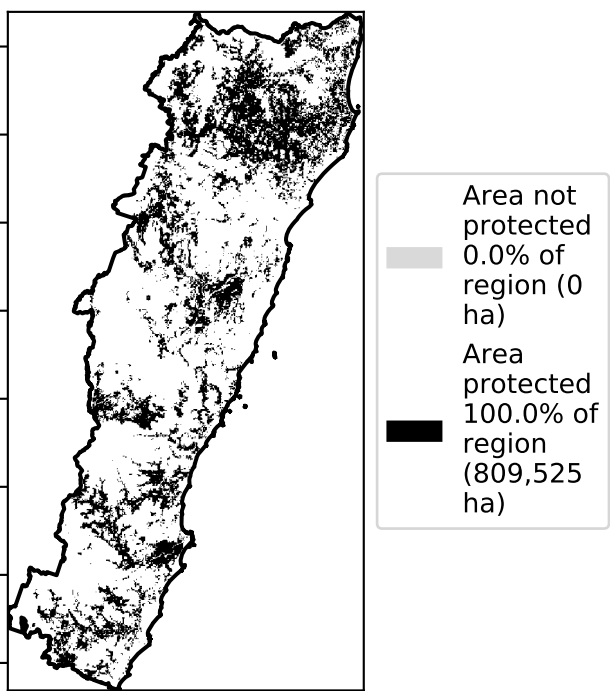 Area not
protected
0.0% of
region (0
ha)
Area
protected
100.0% of
region
(809,525
ha)